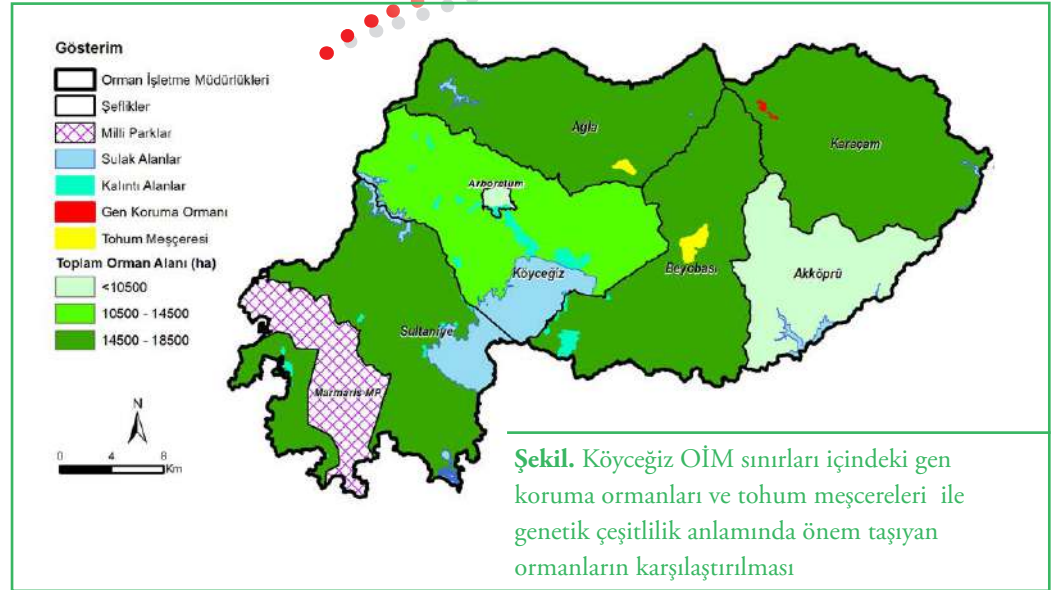 Gösterim
Orman İşletme Müdürlükleri
Şeflikler
Milli Parklar
Sulak Alanlar
Kalıntı Alanlar
Gen Koruma Ormanı
Tohum Meşçeresi
Toplam Orman Alanı (ha)
<10500
10500 - 14500
14500 - 18500
N
0 4 8
Km
Ağla
Karaçam
Arboretum
Köyceğiz
Beyobası
Akköprü
Sultaniye
Marmaris MP
Şekil. Köyceğiz OİM sınırları içindeki gen
koruma ormanları ve tohum meşcereleri ile
genetik çeşitlilik anlamında önem taşıyan
ormanların karşılaştırılması